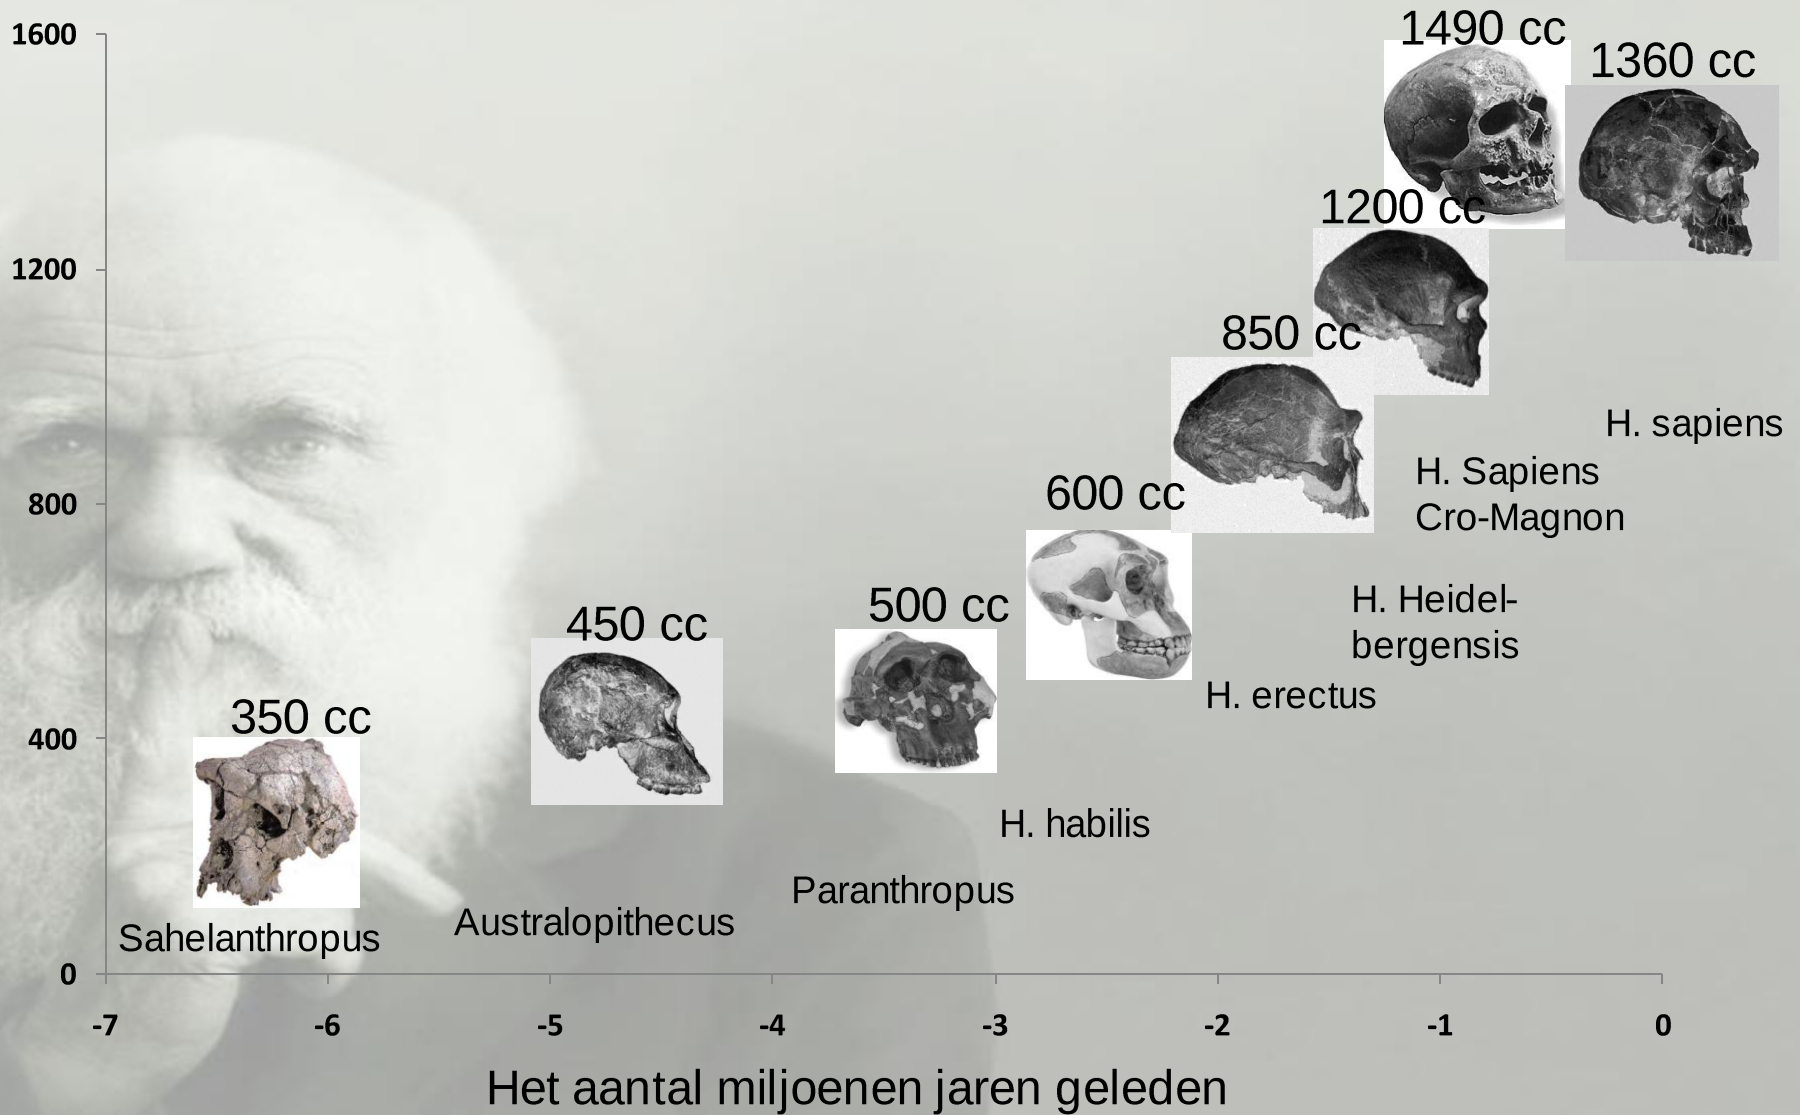 1490 cc
1600
1360 cc
1200 cc
1200
850 cc
H. sapiens
H. Sapiens
Cro-Magnon
600 cc
800
500 cc
H. Heidel-
bergensis
450 cc
H. erectus
350 cc
400
H. habilis
Paranthropus
Australopithecus
Sahelanthropus
0
-7 -6 -5 -4 -3 -2 -1 0
Het aantal miljoenen jaren geleden